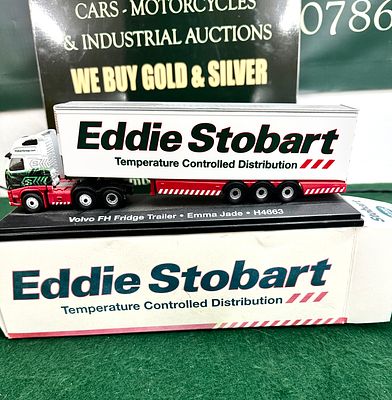 CARS - MOTORCYCLES
& INDUSTRIAL AUCTIONS
0786
WE BUY GOLD & SILVER
Eddie Stobart
Temperature Controlled Distribution
Volvo FH Fridge Trailer • Emma Jade • H4663
Eddie Stobart
Temperature Controlled Distribution